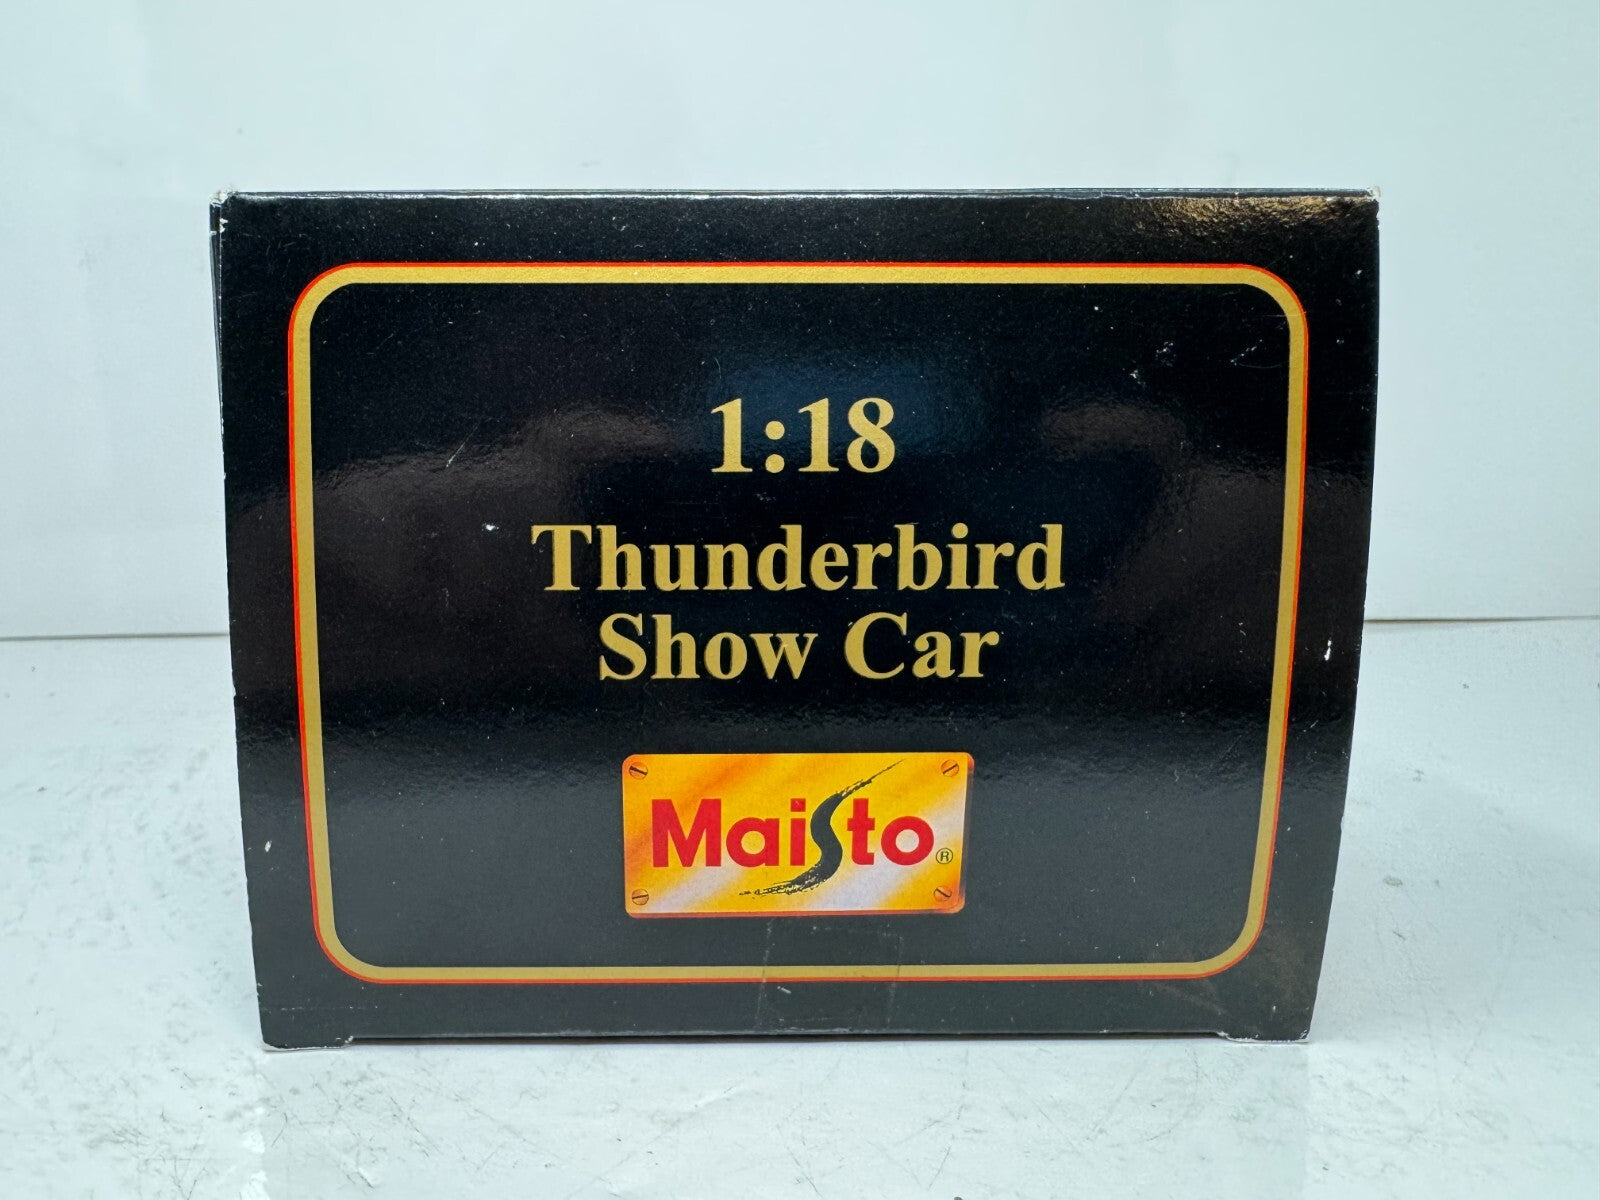 1:18
Thunderbird
Show Car
Maisto®